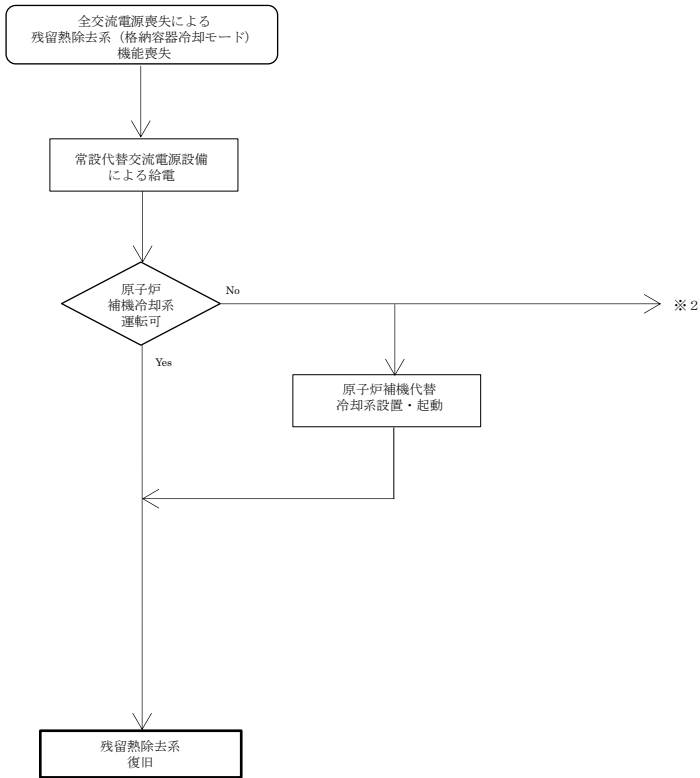 全交流電源喪失による
残留熱除去系（格納容器冷却モード）
機能喪失
常設代替交流電源設備
による給電
原子炉
補機冷却系
運転可
No
※2
Yes
原子炉補機代替
冷却系設置・起動
残留熱除去系
復旧